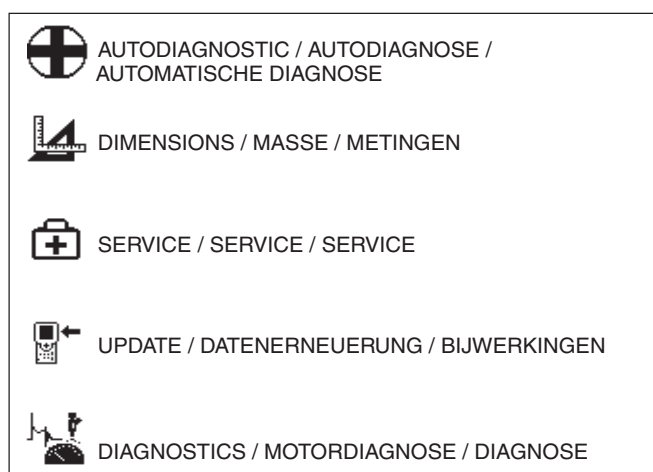 AUTODIAGNOSTIC / AUTODIAGNOSE /
AUTOMATISCHE DIAGNOSE
DIMENSIONS / MASSE / METINGEN
SERVICE / SERVICE / SERVICE
UPDATE / DATENERNEUERUNG / BIJWERKINGEN
DIAGNOSTICS / MOTORDIAGNOSE / DIAGNOSE